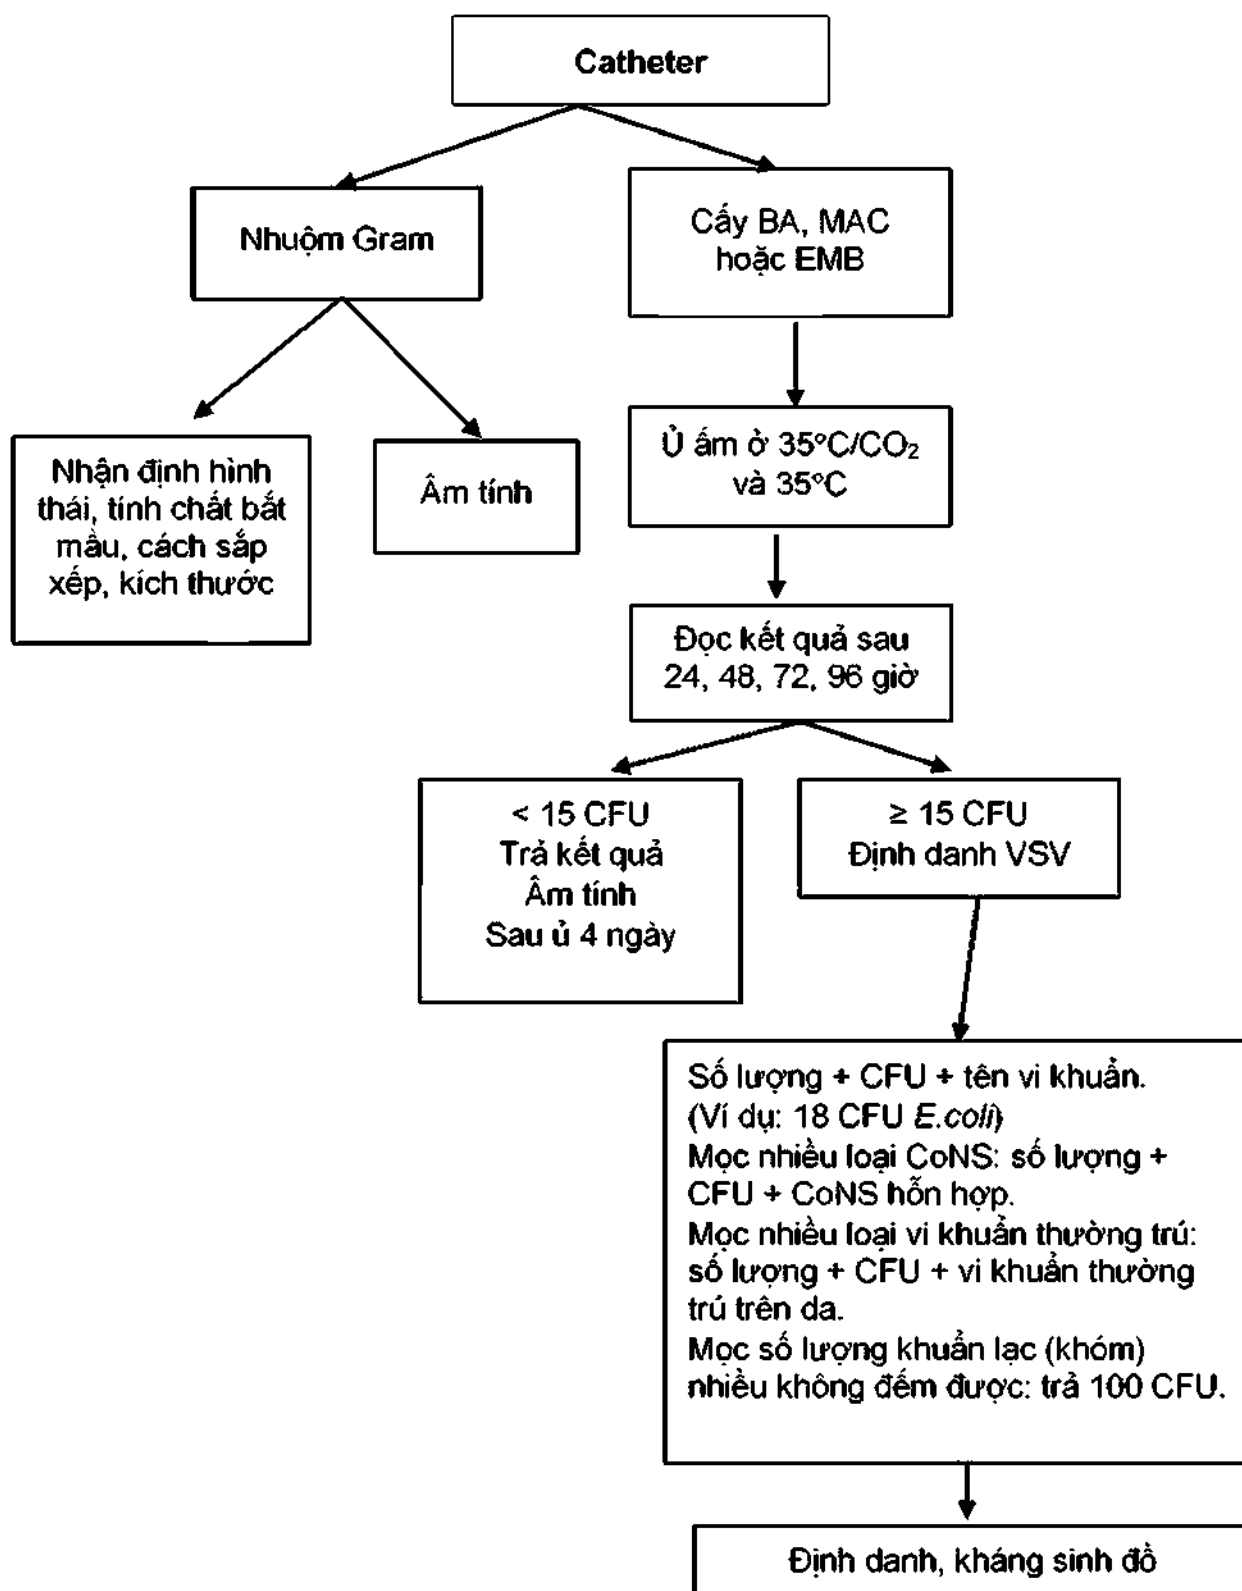 Catheter
Nhuộm Gram
Cấy BA, MAC
hoặc EMB
Nhận định hình
thái, tính chất bắt
mầu, cách sắp
xếp, kích thước
Âm tính
Ủ ấm ở 35°C/CO₂
và 35°C
Đọc kết quả sau
24, 48, 72, 96 giờ
< 15 CFU
Trả kết quả
Âm tính
Sau ủ 4 ngày
≥ 15 CFU
Định danh VSV
Số lượng + CFU + tên vi khuẩn.
(Ví dụ: 18 CFU E.coli)
Mọc nhiều loại CoNS: số lượng +
CFU + CoNS hỗn hợp.
Mọc nhiều loại vi khuẩn thường trú:
số lượng + CFU + vi khuẩn thường
trú trên da.
Mọc số lượng khuẩn lạc (khóm)
nhiều không đếm được: trả 100 CFU.
Định danh, kháng sinh đồ